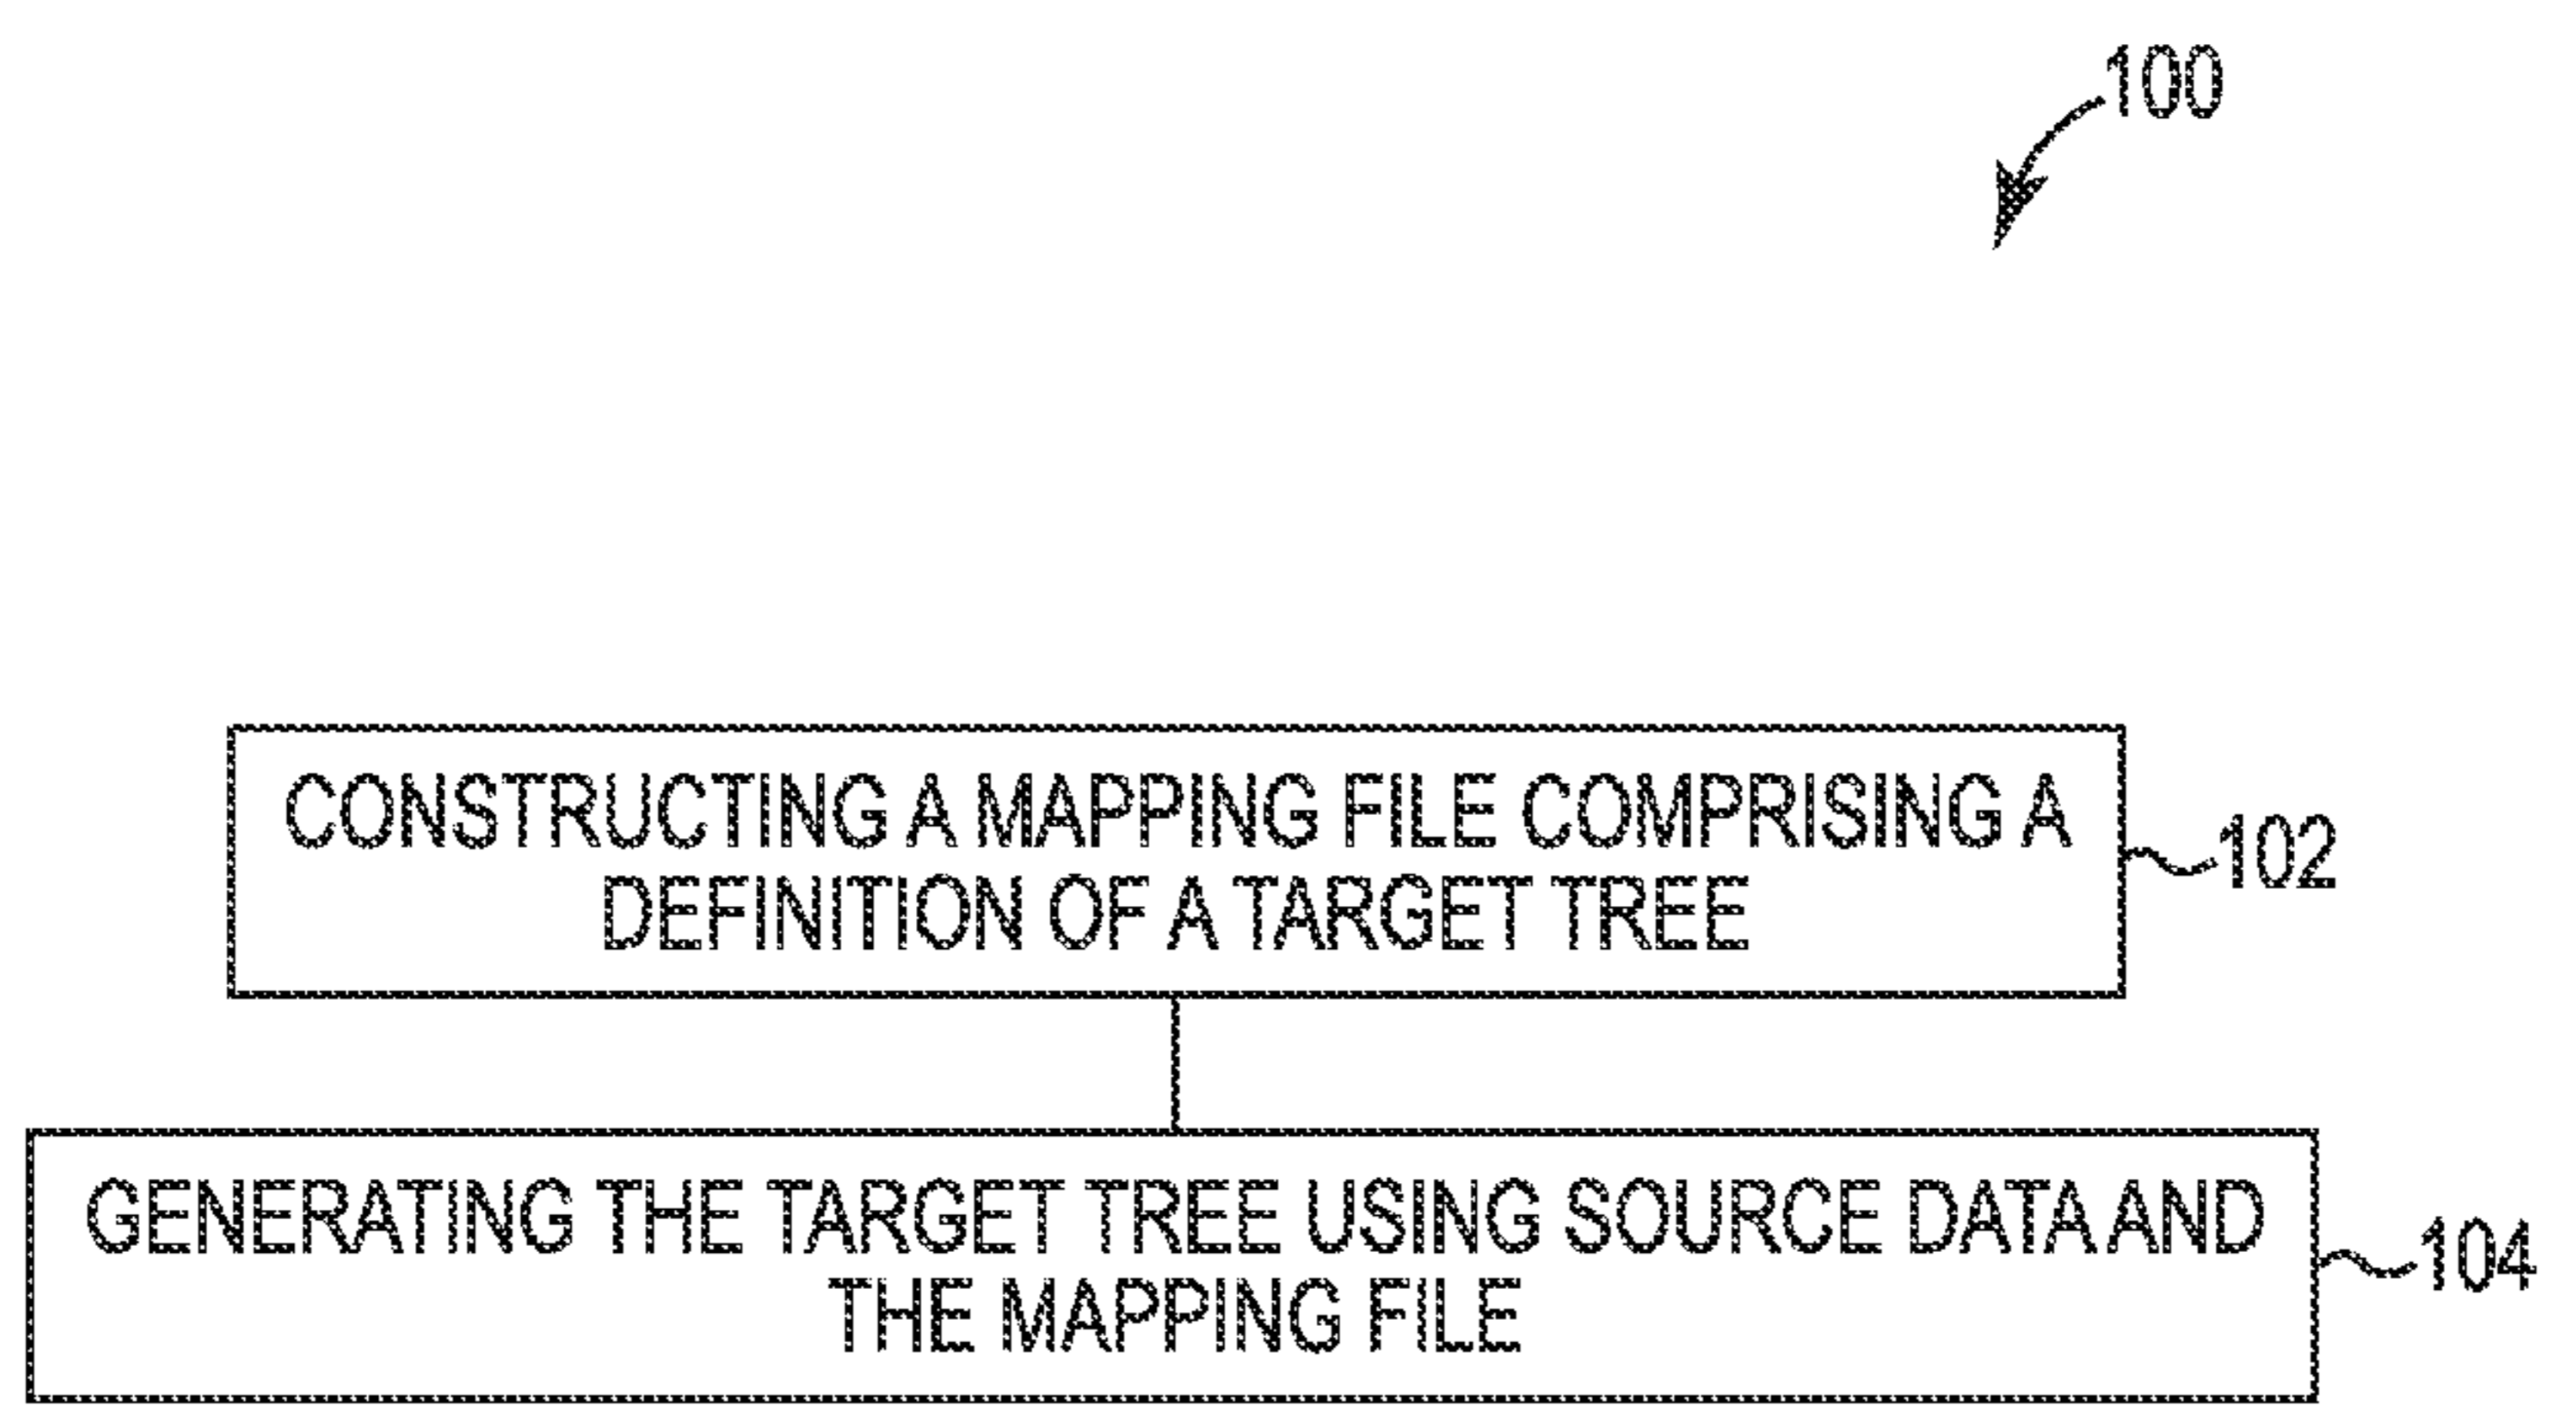 100
CONSTRUCTING A MAPPING FILE COMPRISING A
DEFINITION OF A TARGET TREE
102
GENERATING THE TARGET TREE USING SOURCE DATA AND
THE MAPPING FILE
104